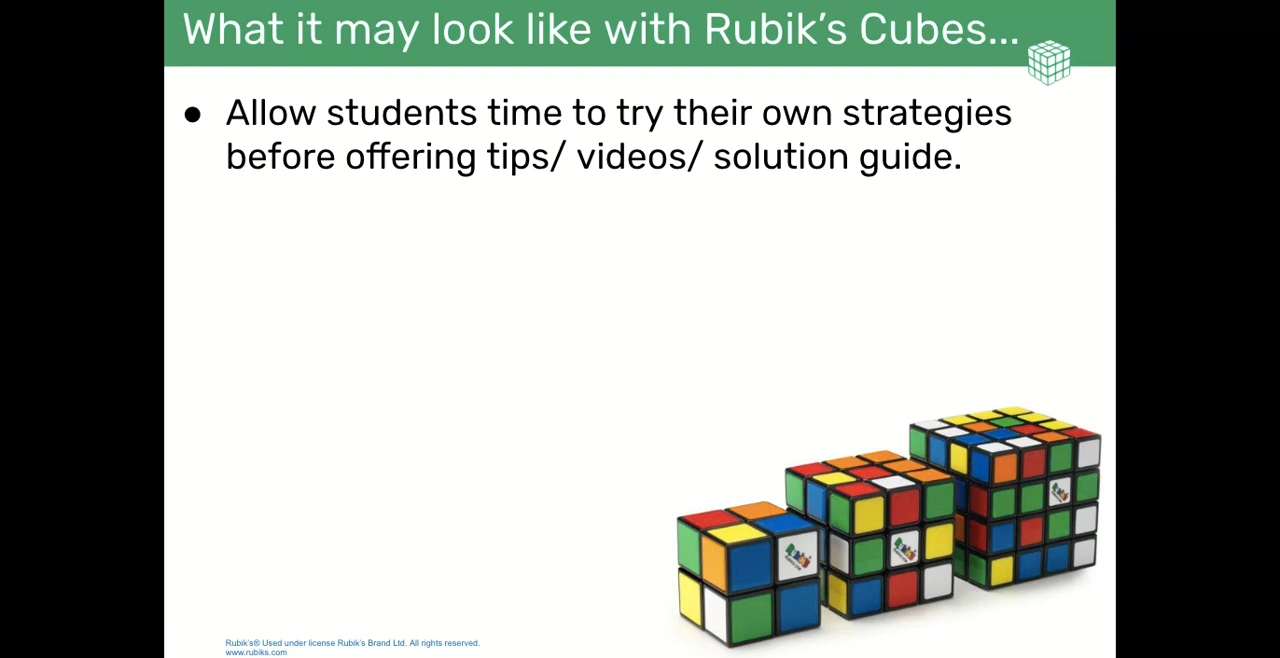 What it may look like with Rubik’s Cubes...
● Allow students time to try their own strategies
before offering tips/ videos/ solution guide.
Rubik’s® Used under license Rubik’s Brand Ltd. All rights reserved.
www.rubiks.com